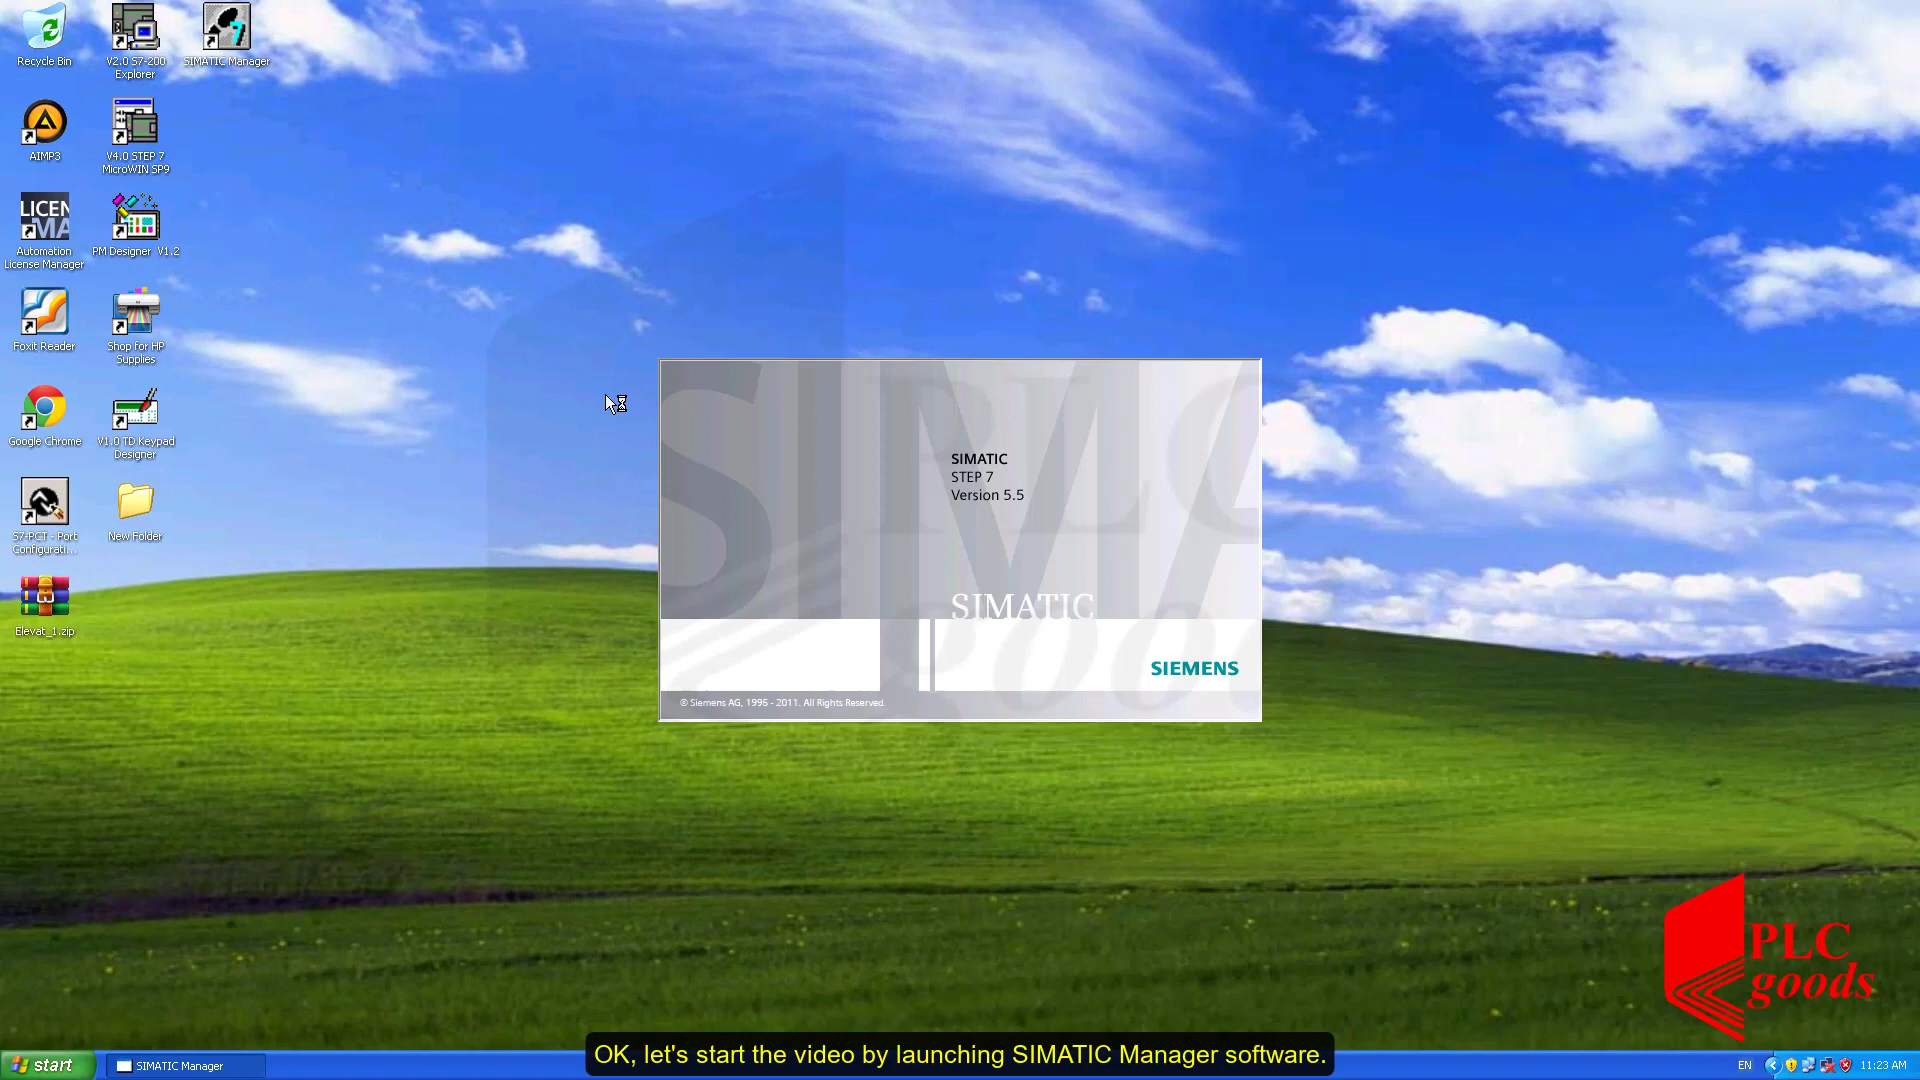 Recycle Bin
V2.0 S7-200
Explorer
SIMATIC Manager
AIMP3
V4.0 STEP 7
MicroWIN SP9
LICEN
MA
Automation
License Manager
PM Designer V1.2
Foxit Reader
Shop for HP
Supplies
Google Chrome
V1.0 TD Keypad
Designer
S7-PCT - Port
Configurati...
New Folder
Elevat_1.zip
SIMA
SIMATIC
STEP 7
Version 5.5
SIMATIC
SIEMENS
© Siemens AG, 1995 - 2011. All Rights Reserved.
PLC
goods
OK, let's start the video by launching SIMATIC Manager software.
start
SIMATIC Manager
EN
11:23 AM